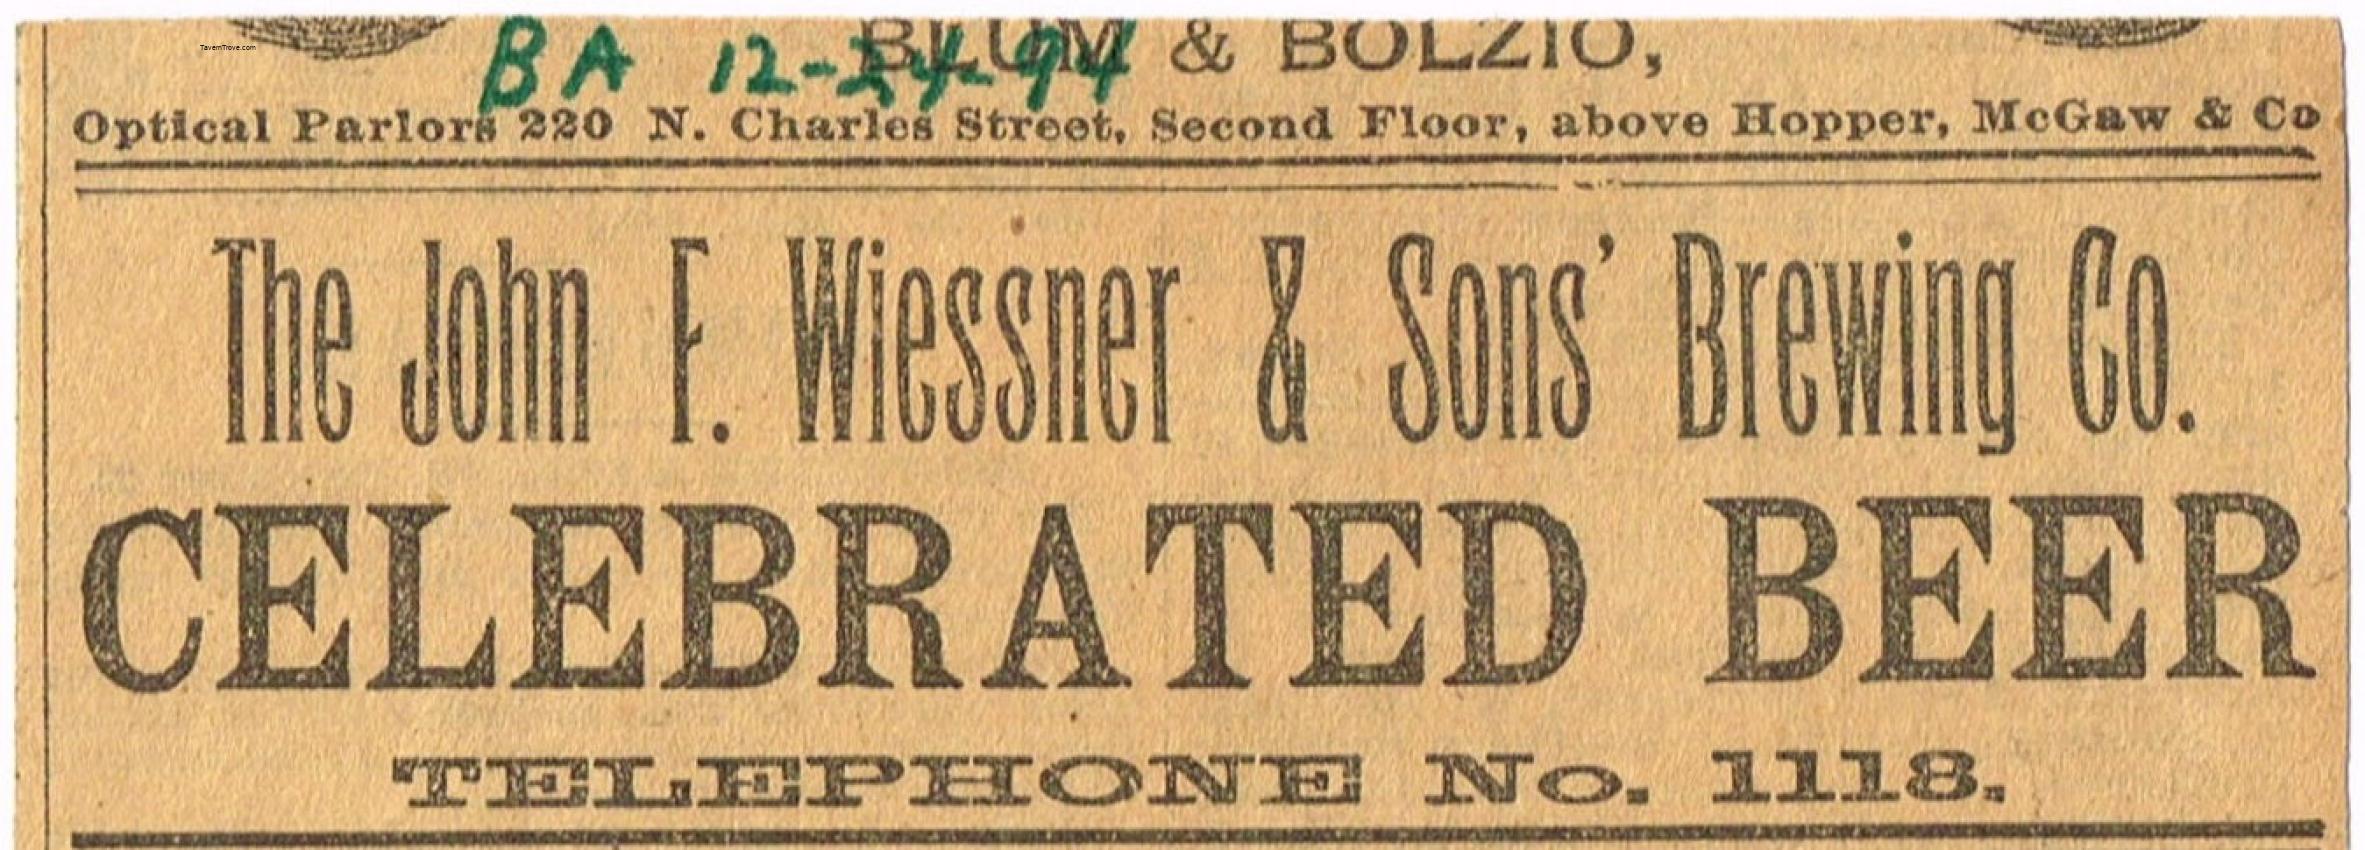 TavernTrove.com
BLUM & BOLZIO,
BA 12-24-94
Optical Parlors 220 N. Charles Street, Second Floor, above Hopper, McGaw & Co
The John F. Wiessner & Sons' Brewing Co.
CELEBRATED BEER
TELEPHONE No. 1118.